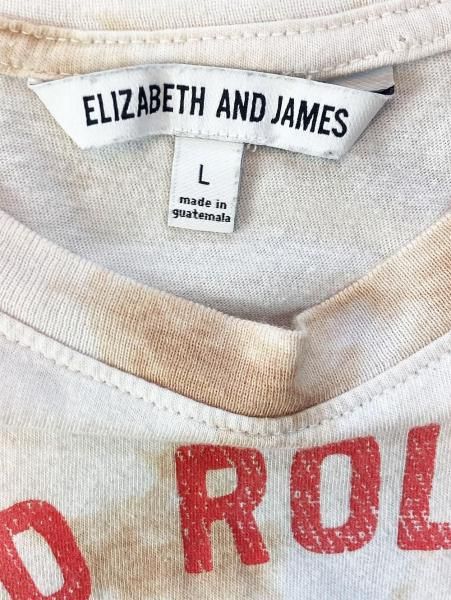 ELIZABETH AND JAMES
L
made in
guatemala
D ROL